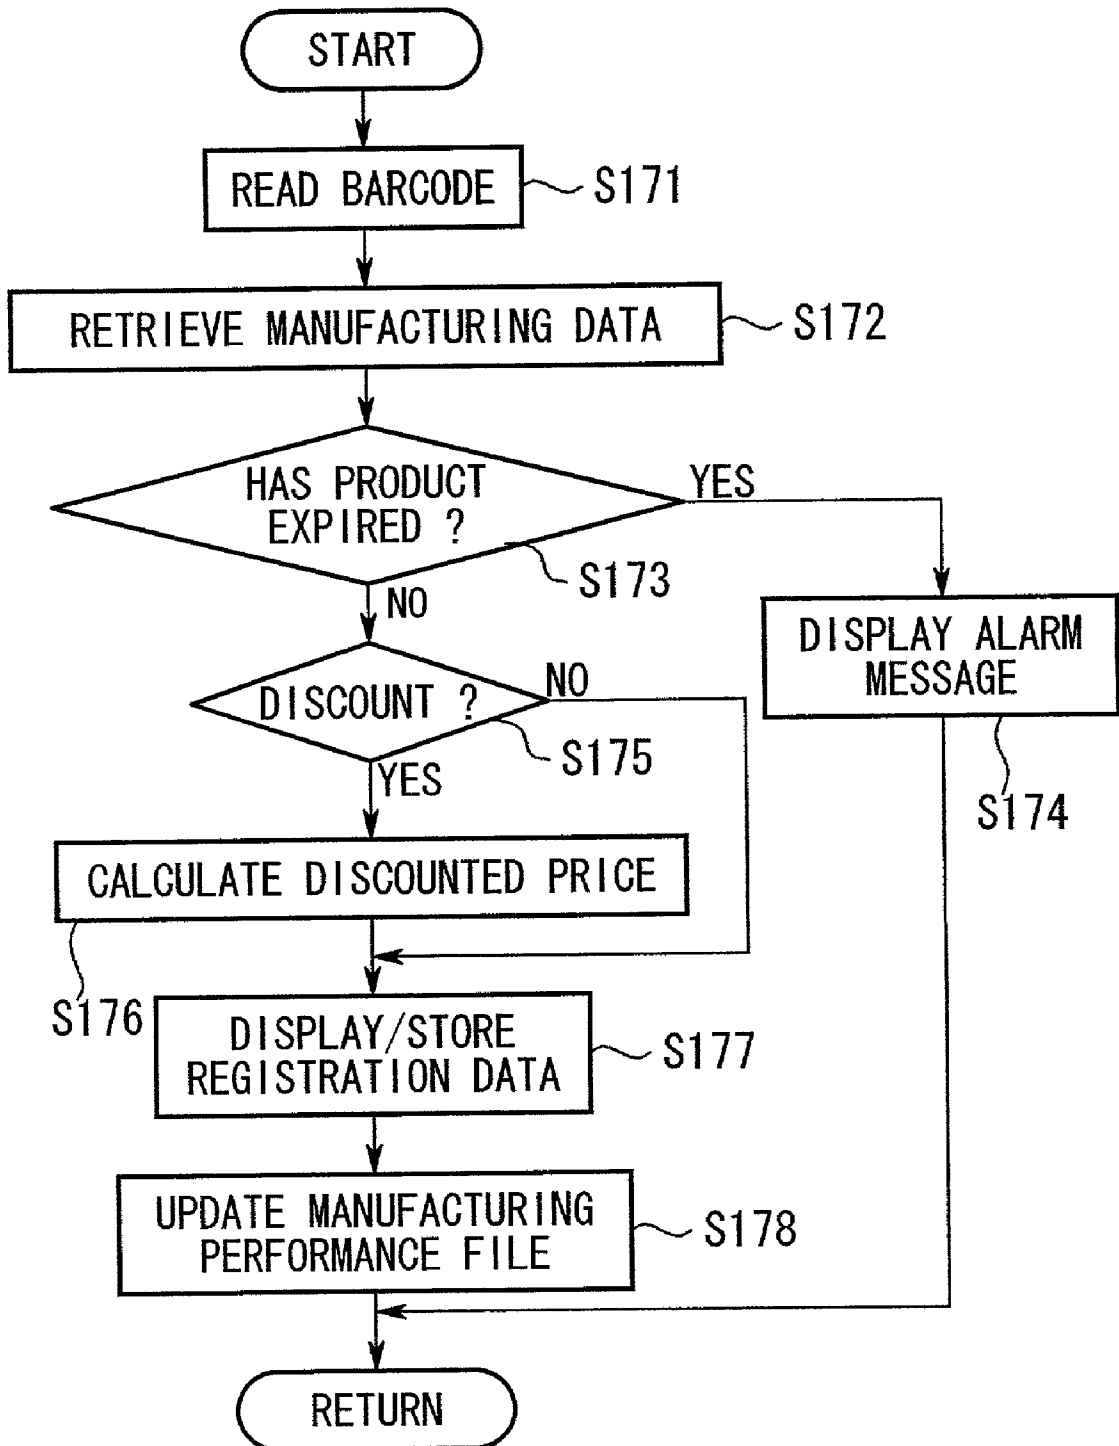 START
READ BARCODE
S171
RETRIEVE MANUFACTURING DATA
S172
HAS PRODUCT
EXPIRED ?
YES
S173
NO
DISPLAY ALARM
MESSAGE
S174
DISCOUNT ?
NO
S175
YES
CALCULATE DISCOUNTED PRICE
S176
DISPLAY/STORE
REGISTRATION DATA
S177
UPDATE MANUFACTURING
PERFORMANCE FILE
S178
RETURN